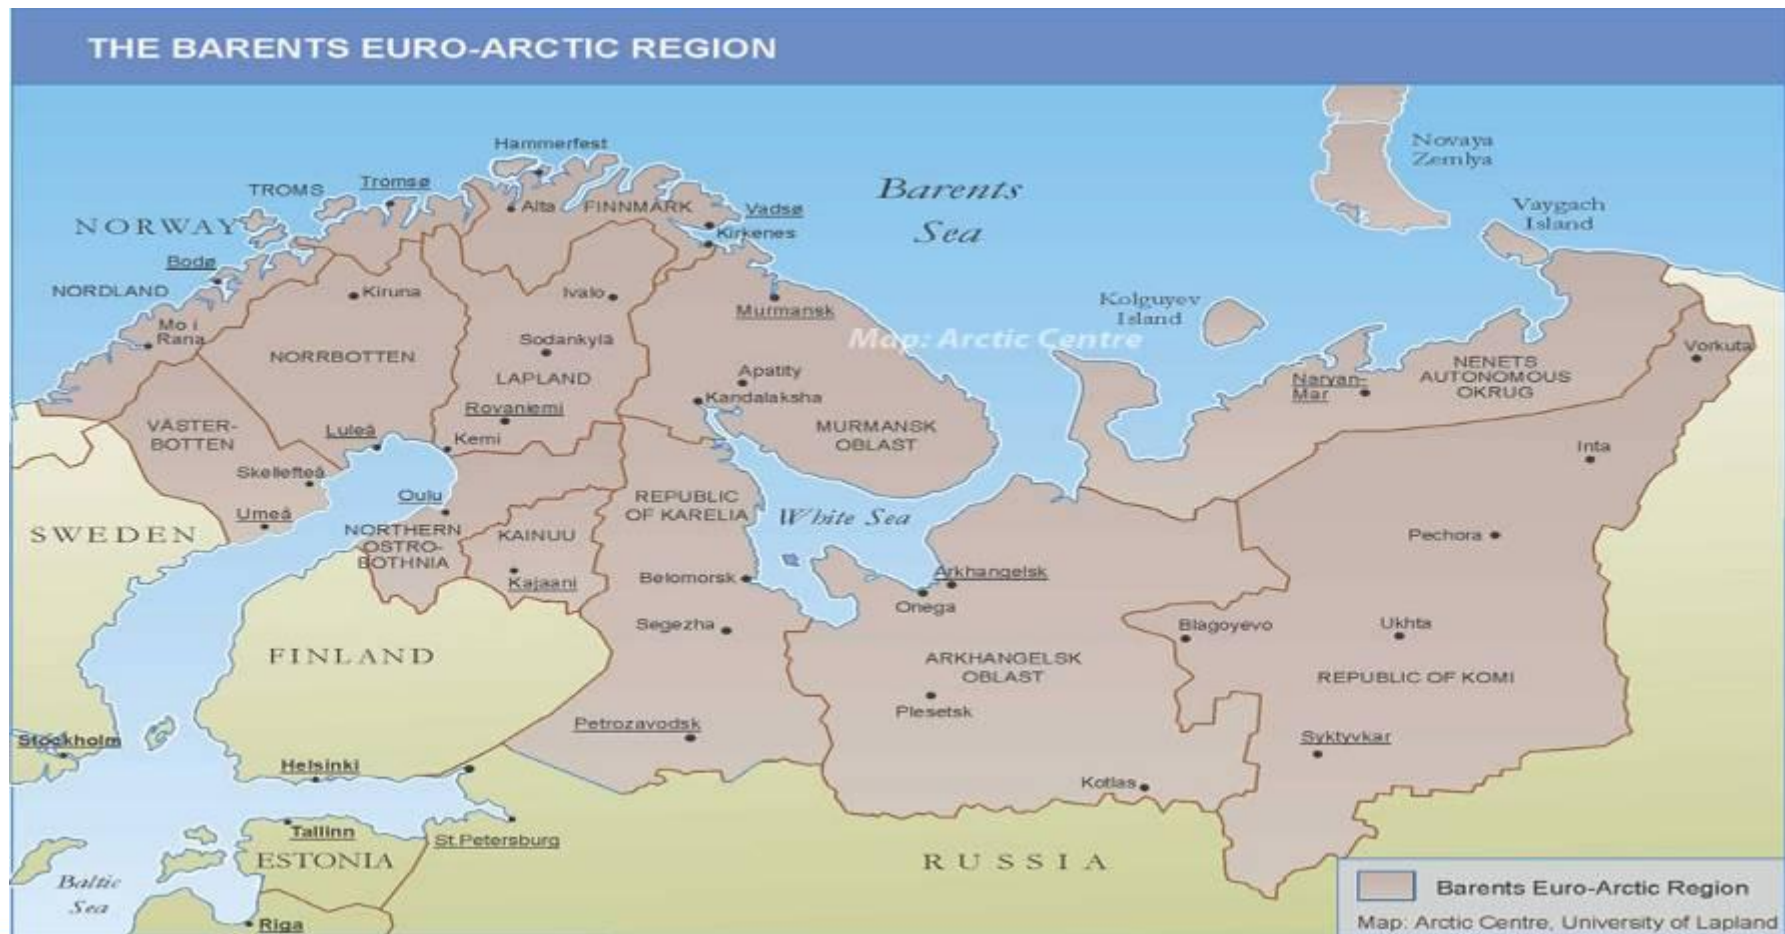 THE BARENTS EURO-ARCTIC REGION
Hammerfest
Novaya
Zemlya
TROMS
Tromsø
Barents
Sea
Alta
FINNMARK
Vadsø
Vaygach
Island
NORWAY
Kirkenes
Bodø
NORDLAND
Kiruna
Ivalo
Kolguyev
Island
Murmansk
Mo i
Rana
Sodankylä
Map: Arctic Centre
NORRBOTTEN
LAPLAND
Apatity
Vorkuta
NENETS
AUTONOMOUS
OKRUG
Naryan-
Mar
Kandalaksha
Rovaniemi
VÄSTER-
BOTTEN
Luleå
Kemi
MURMANSK
OBLAST
Inta
Skellefteå
Oulu
REPUBLIC
OF KARELIA
White Sea
Umeå
SWEDEN
NORTHERN
OSTRO-
BOTHNIA
KAINUU
Pechora
Kajaani
Belomorsk
Arkhangelsk
Onega
Segezha
Blagoyevo
Ukhta
FINLAND
ARKHANGELSK
OBLAST
REPUBLIC OF KOMI
Plesetsk
Petrozavodsk
Stockholm
Syktyvkar
Helsinki
Kotlas
Tallinn
St.Petersburg
ESTONIA
RUSSIA
Baltic
Sea
Riga
Barents Euro-Arctic Region
Map: Arctic Centre, University of Lapland